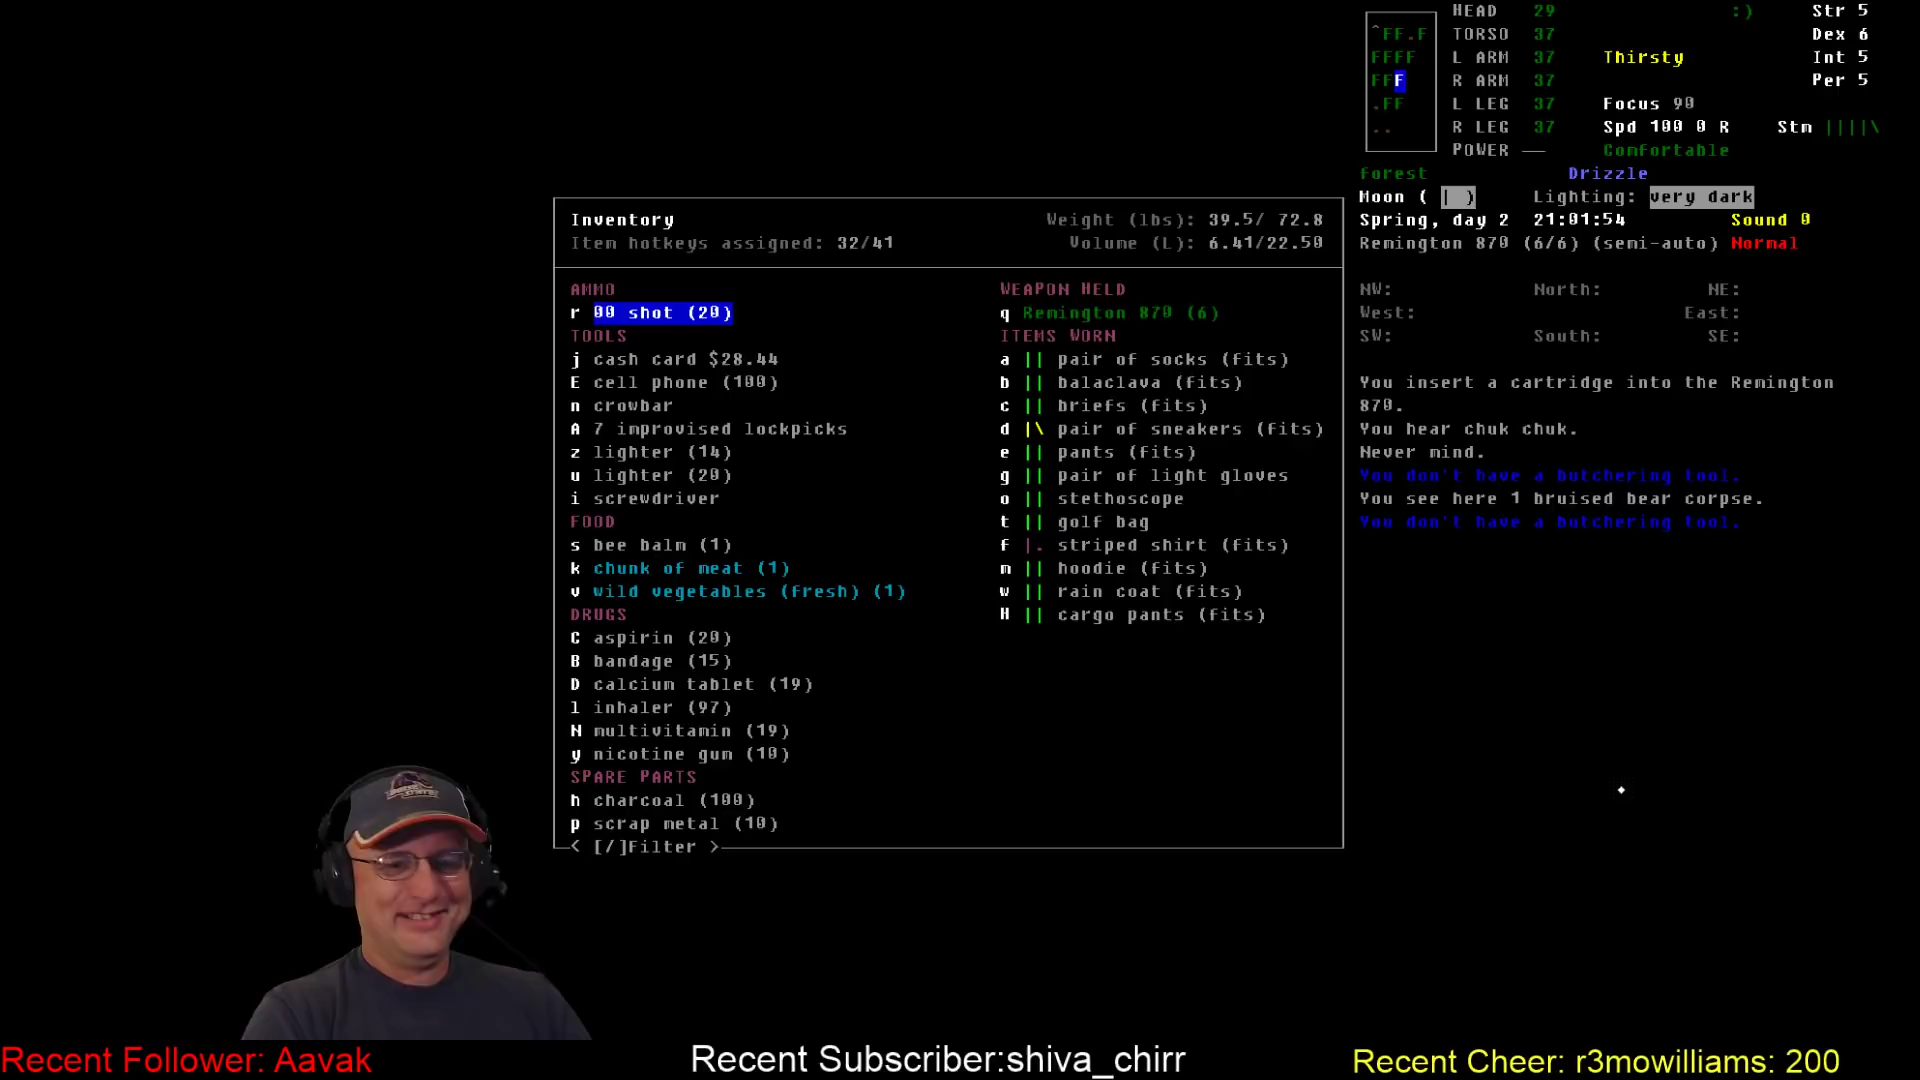 Inventory
Weight (lbs): 39.5/ 72.8
Item hotkeys assigned: 32/41
Volume (L): 6.41/22.50
AMMO
r 00 shot (20)
TOOLS
j cash card $28.44
E cell phone (100)
n crowbar
A 7 improvised lockpicks
z lighter (14)
u lighter (20)
i screwdriver
FOOD
s bee balm (1)
k chunk of meat (1)
v wild vegetables (fresh) (1)
DRUGS
C aspirin (20)
B bandage (15)
D calcium tablet (19)
l inhaler (97)
N multivitamin (19)
y nicotine gum (10)
SPARE PARTS
h charcoal (100)
p scrap metal (10)
< [/]Filter >
WEAPON HELD
q Remington 870 (6)
ITEMS WORN
a || pair of socks (fits)
b || balaclava (fits)
c || briefs (fits)
d |\ pair of sneakers (fits)
e || pants (fits)
g || pair of light gloves
o || stethoscope
t || golf bag
f |. striped shirt (fits)
m || hoodie (fits)
w || rain coat (fits)
H || cargo pants (fits)
^FF.F
FFFF
FFF
.FF
..
HEAD 29 :) Str 5
TORSO 37 Dex 6
L ARM 37 Thirsty Int 5
R ARM 37 Per 5
L LEG 37 Focus 90
R LEG 37 Spd 100 0 R Stm ||||\
POWER — Comfortable
Forest Drizzle
Moon ( | ) Lighting: very dark
Spring, day 2 21:01:54 Sound 0
Remington 870 (6/6) (semi-auto) Normal
NW: North: NE:
West: East:
SW: South: SE:
You insert a cartridge into the Remington
870.
You hear chuk chuk.
Never mind.
You don't have a butchering tool.
You see here 1 bruised bear corpse.
You don't have a butchering tool.
Recent Follower: Aavak
Recent Subscriber:shiva_chirr
Recent Cheer: r3mowilliams: 200